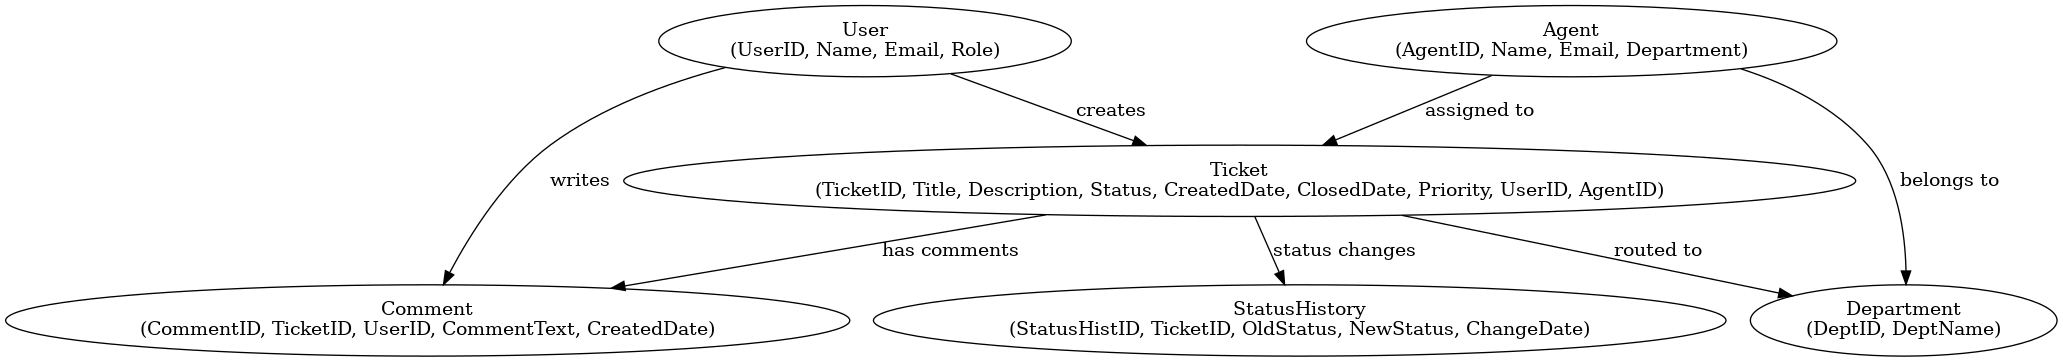 User
(UserID, Name, Email, Role)
Agent
(AgentID, Name, Email, Department)
creates
assigned to
writes
Ticket
(TicketID, Title, Description, Status, CreatedDate, ClosedDate, Priority, UserID, AgentID)
belongs to
has comments
status changes
routed to
Comment
(CommentID, TicketID, UserID, CommentText, CreatedDate)
StatusHistory
(StatusHistID, TicketID, OldStatus, NewStatus, ChangeDate)
Department
(DeptID, DeptName)